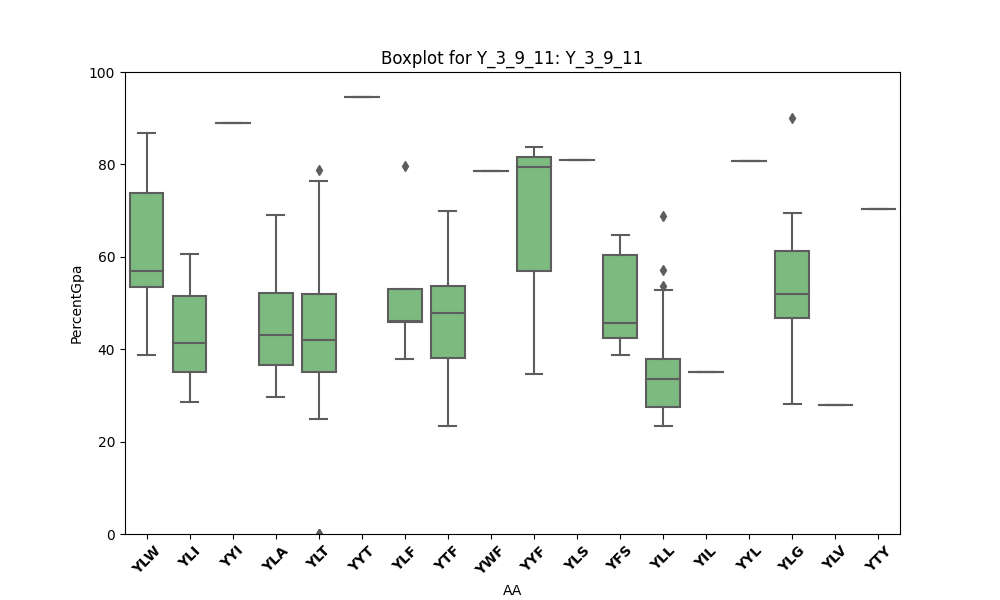 Boxplot for Y_3_9_11: Y_3_9_11
100
80
60
40
20
0
PercentGpa
YLW YLI YYI YLA YLT YYT YLF YTF YWF YYF YLS YFS YLL YIL YYL YLG YLV YTY
AA